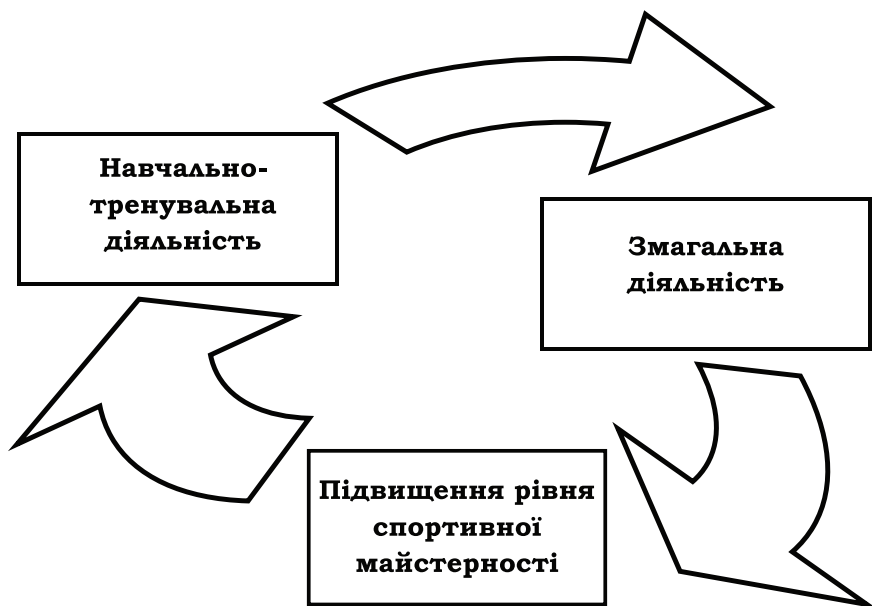 Навчально-
тренувальна
діяльність
Змагальна
діяльність
Підвищення рівня
спортивної
майстерності